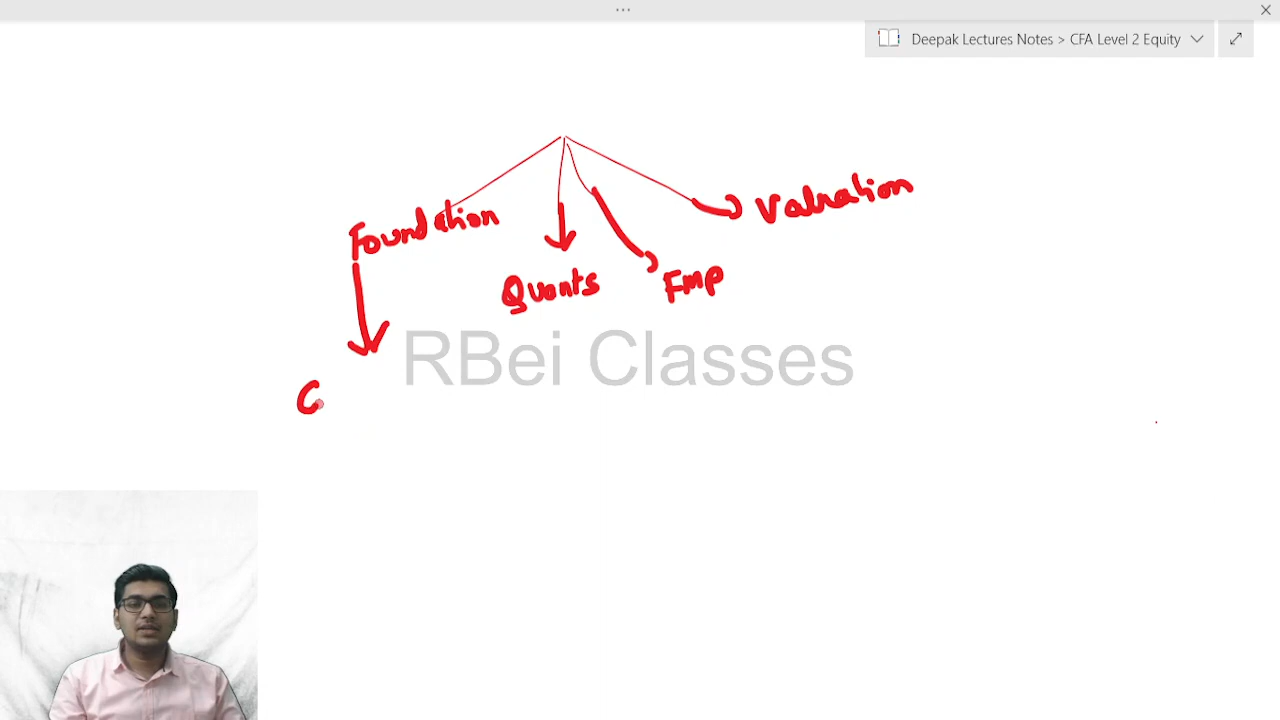 Deepak Lectures Notes > CFA Level 2 Equity
Foundation
Valuation
Quants
FMP
RBei Classes
C